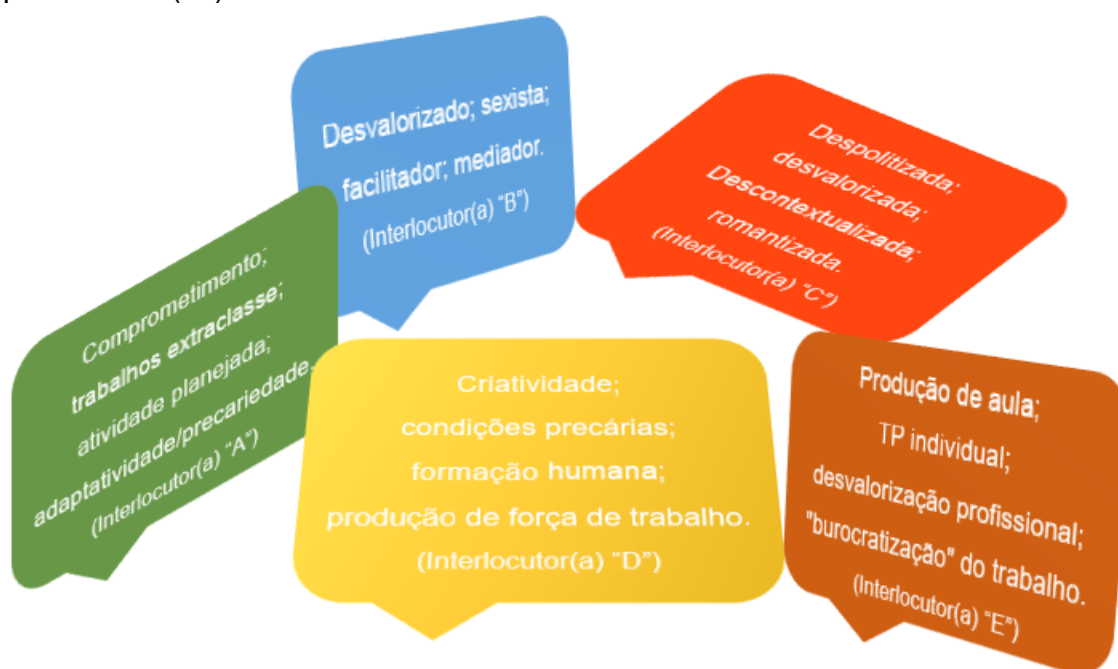 Desvalorizado; sexista;
facilitador; mediador.
(Interlocutor(a) “B”)
Despolitizada;
desvalorizada;
Descontextualizada;
romantizada.
(Interlocutor(a) “C”)
Comprometimento;
trabalhos extraclasse;
atividade planejada;
adaptatividade/precariedade.
(Interlocutor(a) “A”)
Criatividade;
condições precárias;
formação humana;
produção de força de trabalho.
(Interlocutor(a) “D”)
Produção de aula;
TP individual;
desvalorização profissional;
"burocratização" do trabalho.
(Interlocutor(a) “E”)